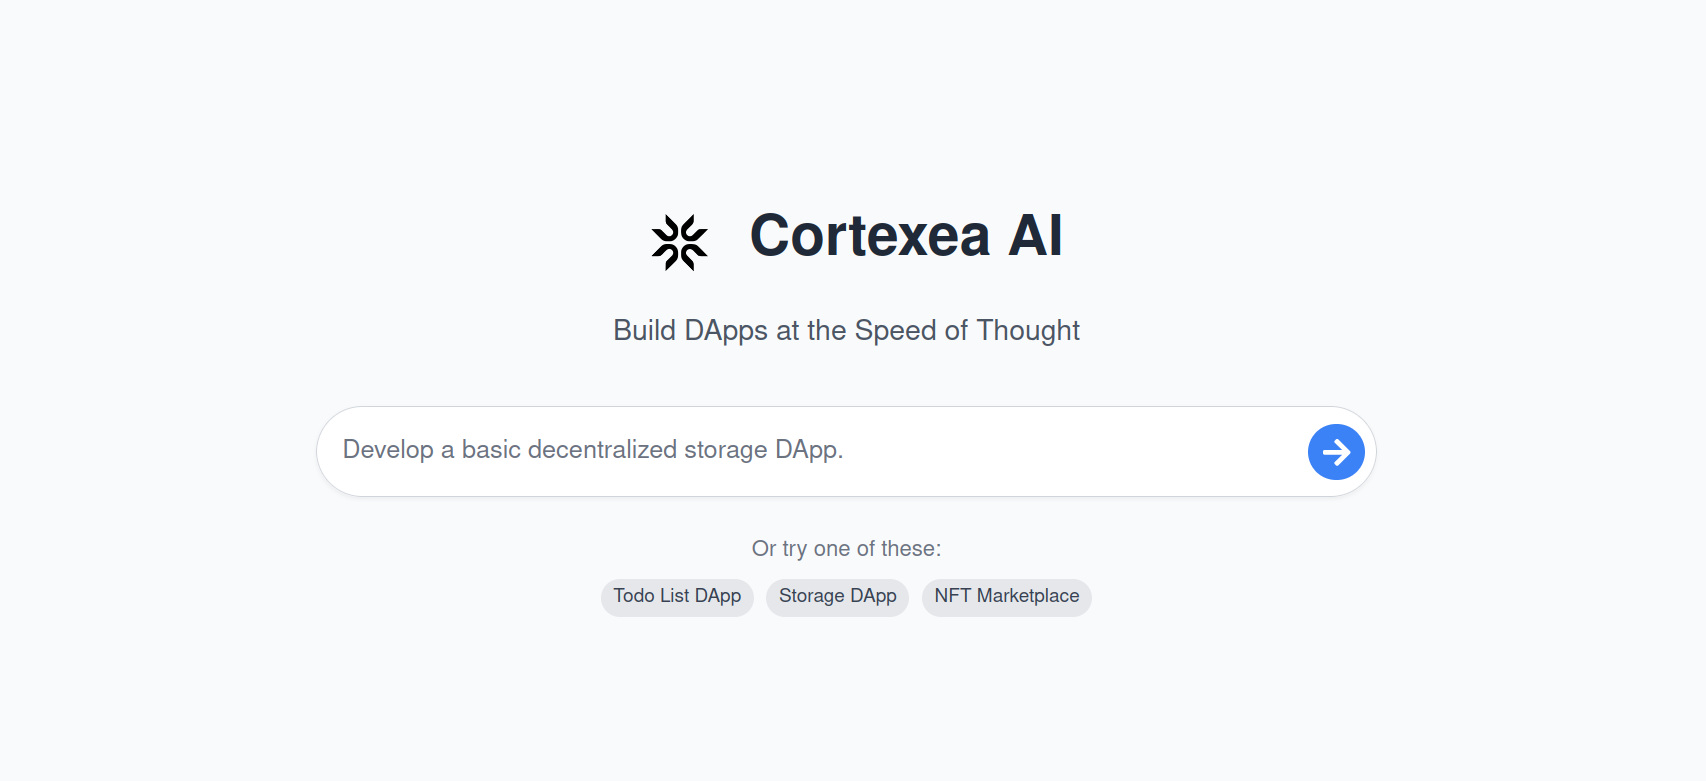 Cortexea AI
Build DApps at the Speed of Thought
Develop a basic decentralized storage DApp.
Or try one of these:
Todo List DApp Storage DApp NFT Marketplace